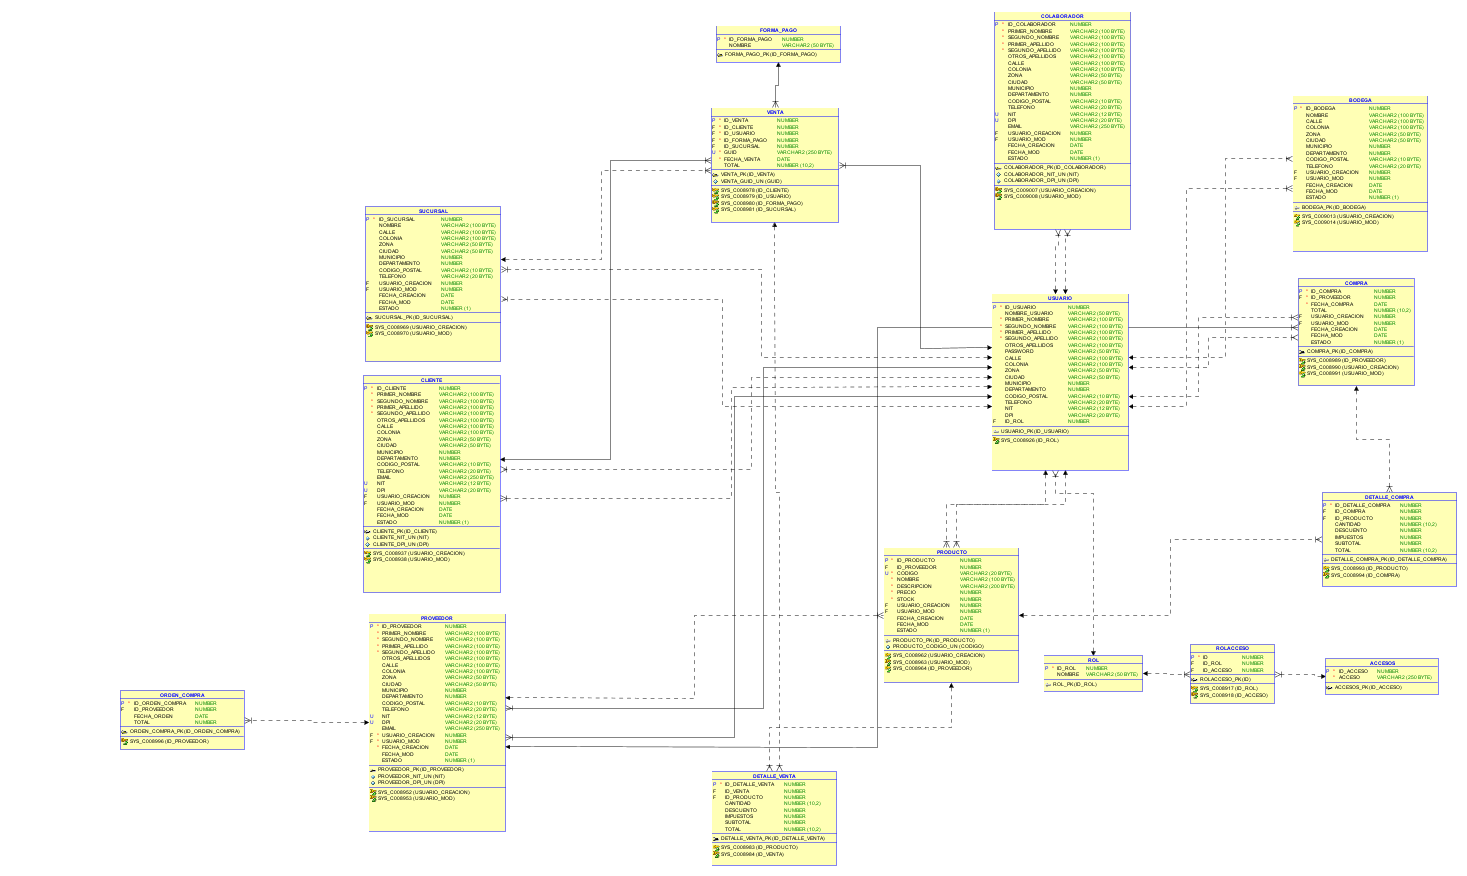 FORMA_PAGO
P * ID_FORMA_PAGO NUMBER
NOMBRE VARCHAR2 (50 BYTE)
FORMA_PAGO_PK (ID_FORMA_PAGO)
COLABORADOR
P * ID_COLABORADOR NUMBER
* PRIMER_NOMBRE VARCHAR2 (100 BYTE)
* SEGUNDO_NOMBRE VARCHAR2 (100 BYTE)
* PRIMER_APELLIDO VARCHAR2 (100 BYTE)
* SEGUNDO_APELLIDO VARCHAR2 (100 BYTE)
OTROS_APELLIDOS VARCHAR2 (100 BYTE)
CALLE VARCHAR2 (100 BYTE)
COLONIA VARCHAR2 (100 BYTE)
ZONA VARCHAR2 (50 BYTE)
CIUDAD VARCHAR2 (50 BYTE)
MUNICIPIO NUMBER
DEPARTAMENTO NUMBER
CODIGO_POSTAL VARCHAR2 (10 BYTE)
TELEFONO VARCHAR2 (20 BYTE)
U NIT VARCHAR2 (12 BYTE)
U DPI VARCHAR2 (20 BYTE)
EMAIL VARCHAR2 (250 BYTE)
F USUARIO_CREACION NUMBER
F USUARIO_MOD NUMBER
FECHA_CREACION DATE
FECHA_MOD DATE
ESTADO NUMBER (1)
COLABORADOR_PK (ID_COLABORADOR)
COLABORADOR_NIT_UN (NIT)
COLABORADOR_DPI_UN (DPI)
SYS_C009007 (USUARIO_CREACION)
SYS_C009008 (USUARIO_MOD)
BODEGA
P * ID_BODEGA NUMBER
NOMBRE VARCHAR2 (100 BYTE)
CALLE VARCHAR2 (100 BYTE)
COLONIA VARCHAR2 (100 BYTE)
ZONA VARCHAR2 (50 BYTE)
CIUDAD VARCHAR2 (50 BYTE)
MUNICIPIO NUMBER
DEPARTAMENTO NUMBER
CODIGO_POSTAL VARCHAR2 (10 BYTE)
TELEFONO VARCHAR2 (20 BYTE)
F USUARIO_CREACION NUMBER
F USUARIO_MOD NUMBER
FECHA_CREACION DATE
FECHA_MOD DATE
ESTADO NUMBER (1)
BODEGA_PK (ID_BODEGA)
SYS_C009013 (USUARIO_CREACION)
SYS_C009014 (USUARIO_MOD)
VENTA
P * ID_VENTA NUMBER
F * ID_CLIENTE NUMBER
F * ID_USUARIO NUMBER
F * ID_FORMA_PAGO NUMBER
F * ID_SUCURSAL NUMBER
U * GUID VARCHAR2 (250 BYTE)
* FECHA_VENTA DATE
TOTAL NUMBER (10,2)
VENTA_PK (ID_VENTA)
VENTA_GUID_UN (GUID)
SYS_C008978 (ID_CLIENTE)
SYS_C008979 (ID_USUARIO)
SYS_C008980 (ID_FORMA_PAGO)
SYS_C008981 (ID_SUCURSAL)
SUCURSAL
P * ID_SUCURSAL NUMBER
NOMBRE VARCHAR2 (100 BYTE)
CALLE VARCHAR2 (100 BYTE)
COLONIA VARCHAR2 (100 BYTE)
ZONA VARCHAR2 (50 BYTE)
CIUDAD VARCHAR2 (50 BYTE)
MUNICIPIO NUMBER
DEPARTAMENTO NUMBER
CODIGO_POSTAL VARCHAR2 (10 BYTE)
TELEFONO VARCHAR2 (20 BYTE)
F USUARIO_CREACION NUMBER
F USUARIO_MOD NUMBER
FECHA_CREACION DATE
FECHA_MOD DATE
ESTADO NUMBER (1)
SUCURSAL_PK (ID_SUCURSAL)
SYS_C008969 (USUARIO_CREACION)
SYS_C008970 (USUARIO_MOD)
USUARIO
P * ID_USUARIO NUMBER
NOMBRE_USUARIO VARCHAR2 (50 BYTE)
* PRIMER_NOMBRE VARCHAR2 (100 BYTE)
* SEGUNDO_NOMBRE VARCHAR2 (100 BYTE)
* PRIMER_APELLIDO VARCHAR2 (100 BYTE)
* SEGUNDO_APELLIDO VARCHAR2 (100 BYTE)
OTROS_APELLIDOS VARCHAR2 (100 BYTE)
PASSWORD VARCHAR2 (50 BYTE)
CALLE VARCHAR2 (100 BYTE)
COLONIA VARCHAR2 (100 BYTE)
ZONA VARCHAR2 (50 BYTE)
CIUDAD VARCHAR2 (50 BYTE)
MUNICIPIO NUMBER
DEPARTAMENTO NUMBER
CODIGO_POSTAL VARCHAR2 (10 BYTE)
TELEFONO VARCHAR2 (20 BYTE)
NIT VARCHAR2 (12 BYTE)
DPI VARCHAR2 (20 BYTE)
F ID_ROL NUMBER
USUARIO_PK (ID_USUARIO)
SYS_C008926 (ID_ROL)
COMPRA
P * ID_COMPRA NUMBER
F * ID_PROVEEDOR NUMBER
* FECHA_COMPRA DATE
TOTAL NUMBER (10,2)
F USUARIO_CREACION NUMBER
F USUARIO_MOD NUMBER
FECHA_CREACION DATE
FECHA_MOD DATE
ESTADO NUMBER (1)
COMPRA_PK (ID_COMPRA)
SYS_C008989 (ID_PROVEEDOR)
SYS_C008990 (USUARIO_CREACION)
SYS_C008991 (USUARIO_MOD)
CLIENTE
P * ID_CLIENTE NUMBER
* PRIMER_NOMBRE VARCHAR2 (100 BYTE)
* SEGUNDO_NOMBRE VARCHAR2 (100 BYTE)
* PRIMER_APELLIDO VARCHAR2 (100 BYTE)
* SEGUNDO_APELLIDO VARCHAR2 (100 BYTE)
OTROS_APELLIDOS VARCHAR2 (100 BYTE)
CALLE VARCHAR2 (100 BYTE)
COLONIA VARCHAR2 (100 BYTE)
ZONA VARCHAR2 (50 BYTE)
CIUDAD VARCHAR2 (50 BYTE)
MUNICIPIO NUMBER
DEPARTAMENTO NUMBER
CODIGO_POSTAL VARCHAR2 (10 BYTE)
TELEFONO VARCHAR2 (20 BYTE)
EMAIL VARCHAR2 (250 BYTE)
U NIT VARCHAR2 (12 BYTE)
U DPI VARCHAR2 (20 BYTE)
F USUARIO_CREACION NUMBER
F USUARIO_MOD NUMBER
FECHA_CREACION DATE
FECHA_MOD DATE
ESTADO NUMBER (1)
CLIENTE_PK (ID_CLIENTE)
CLIENTE_NIT_UN (NIT)
CLIENTE_DPI_UN (DPI)
SYS_C008937 (USUARIO_CREACION)
SYS_C008938 (USUARIO_MOD)
DETALLE_COMPRA
P * ID_DETALLE_COMPRA NUMBER
F ID_COMPRA NUMBER
F ID_PRODUCTO NUMBER
CANTIDAD NUMBER (10,2)
DESCUENTO NUMBER
IMPUESTOS NUMBER
SUBTOTAL NUMBER
TOTAL NUMBER (10,2)
DETALLE_COMPRA_PK (ID_DETALLE_COMPRA)
SYS_C008993 (ID_PRODUCTO)
SYS_C008994 (ID_COMPRA)
PRODUCTO
P * ID_PRODUCTO NUMBER
F ID_PROVEEDOR NUMBER
U * CODIGO VARCHAR2 (20 BYTE)
* NOMBRE VARCHAR2 (100 BYTE)
* DESCRIPCION VARCHAR2 (200 BYTE)
* PRECIO NUMBER
* STOCK NUMBER
F USUARIO_CREACION NUMBER
F USUARIO_MOD NUMBER
FECHA_CREACION DATE
FECHA_MOD DATE
ESTADO NUMBER (1)
PRODUCTO_PK (ID_PRODUCTO)
PRODUCTO_CODIGO_UN (CODIGO)
SYS_C008962 (USUARIO_CREACION)
SYS_C008963 (USUARIO_MOD)
SYS_C008964 (ID_PROVEEDOR)
PROVEEDOR
P * ID_PROVEEDOR NUMBER
* PRIMER_NOMBRE VARCHAR2 (100 BYTE)
* SEGUNDO_NOMBRE VARCHAR2 (100 BYTE)
* PRIMER_APELLIDO VARCHAR2 (100 BYTE)
* SEGUNDO_APELLIDO VARCHAR2 (100 BYTE)
OTROS_APELLIDOS VARCHAR2 (100 BYTE)
CALLE VARCHAR2 (100 BYTE)
COLONIA VARCHAR2 (100 BYTE)
ZONA VARCHAR2 (50 BYTE)
CIUDAD VARCHAR2 (50 BYTE)
MUNICIPIO NUMBER
DEPARTAMENTO NUMBER
CODIGO_POSTAL VARCHAR2 (10 BYTE)
TELEFONO VARCHAR2 (20 BYTE)
U NIT VARCHAR2 (12 BYTE)
U DPI VARCHAR2 (20 BYTE)
EMAIL VARCHAR2 (250 BYTE)
F * USUARIO_CREACION NUMBER
F * USUARIO_MOD NUMBER
* FECHA_CREACION DATE
FECHA_MOD DATE
ESTADO NUMBER (1)
PROVEEDOR_PK (ID_PROVEEDOR)
PROVEEDOR_NIT_UN (NIT)
PROVEEDOR_DPI_UN (DPI)
SYS_C008952 (USUARIO_CREACION)
SYS_C008953 (USUARIO_MOD)
ROL
P * ID_ROL NUMBER
NOMBRE VARCHAR2 (50 BYTE)
ROL_PK (ID_ROL)
ROLACCESO
P * ID NUMBER
F ID_ROL NUMBER
F ID_ACCESO NUMBER
ROLACCESO_PK (ID)
SYS_C008917 (ID_ROL)
SYS_C008918 (ID_ACCESO)
ACCESOS
P * ID_ACCESO NUMBER
* ACCESO VARCHAR2 (250 BYTE)
ACCESOS_PK (ID_ACCESO)
ORDEN_COMPRA
P * ID_ORDEN_COMPRA NUMBER
F ID_PROVEEDOR NUMBER
FECHA_ORDEN DATE
TOTAL NUMBER
ORDEN_COMPRA_PK (ID_ORDEN_COMPRA)
SYS_C008996 (ID_PROVEEDOR)
DETALLE_VENTA
P * ID_DETALLE_VENTA NUMBER
F ID_VENTA NUMBER
F ID_PRODUCTO NUMBER
CANTIDAD NUMBER (10,2)
DESCUENTO NUMBER
IMPUESTOS NUMBER
SUBTOTAL NUMBER
TOTAL NUMBER (10,2)
DETALLE_VENTA_PK (ID_DETALLE_VENTA)
SYS_C008983 (ID_PRODUCTO)
SYS_C008984 (ID_VENTA)